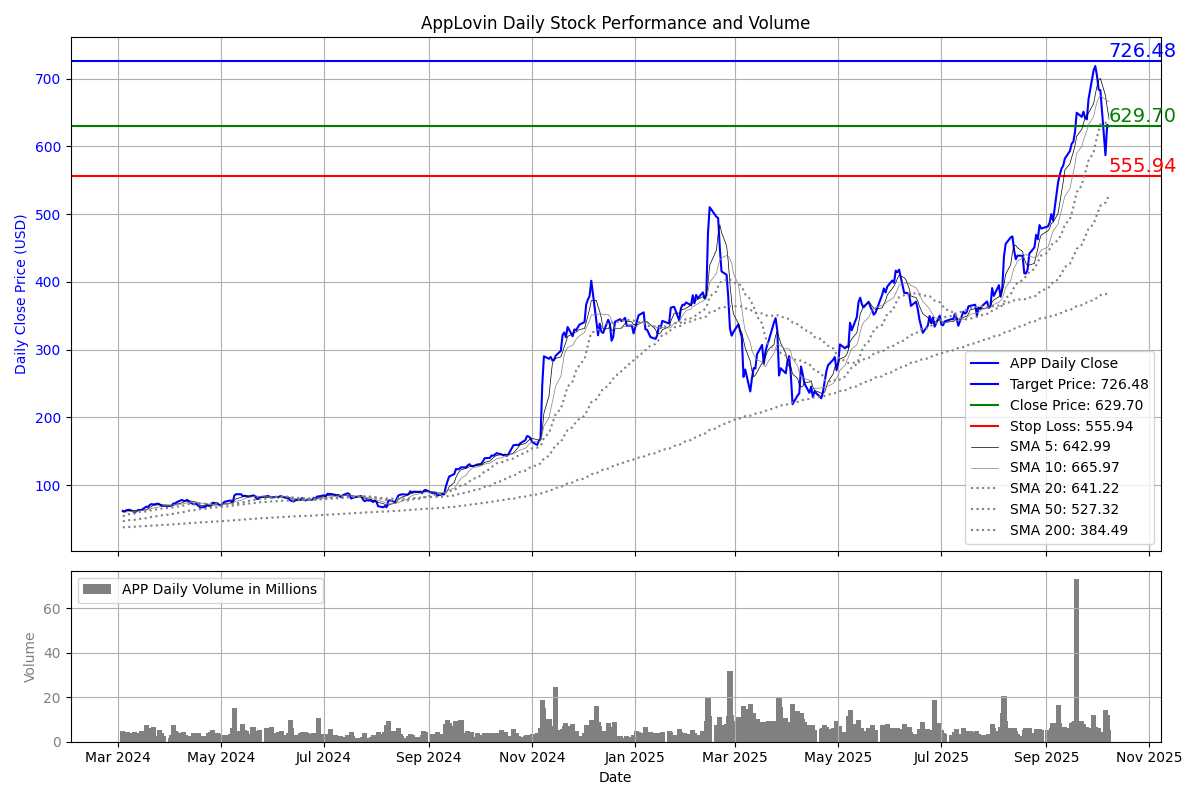 AppLovin Daily Stock Performance and Volume
726.48
700
629.70
600
555.94
500
400
300
200
100
Daily Close Price (USD)
APP Daily Close
Target Price: 726.48
Close Price: 629.70
Stop Loss: 555.94
SMA 5: 642.99
SMA 10: 665.97
SMA 20: 641.22
SMA 50: 527.32
SMA 200: 384.49
APP Daily Volume in Millions
60
40
20
0
Volume
Mar 2024 May 2024 Jul 2024 Sep 2024 Nov 2024 Jan 2025 Mar 2025 May 2025 Jul 2025 Sep 2025 Nov 2025
Date